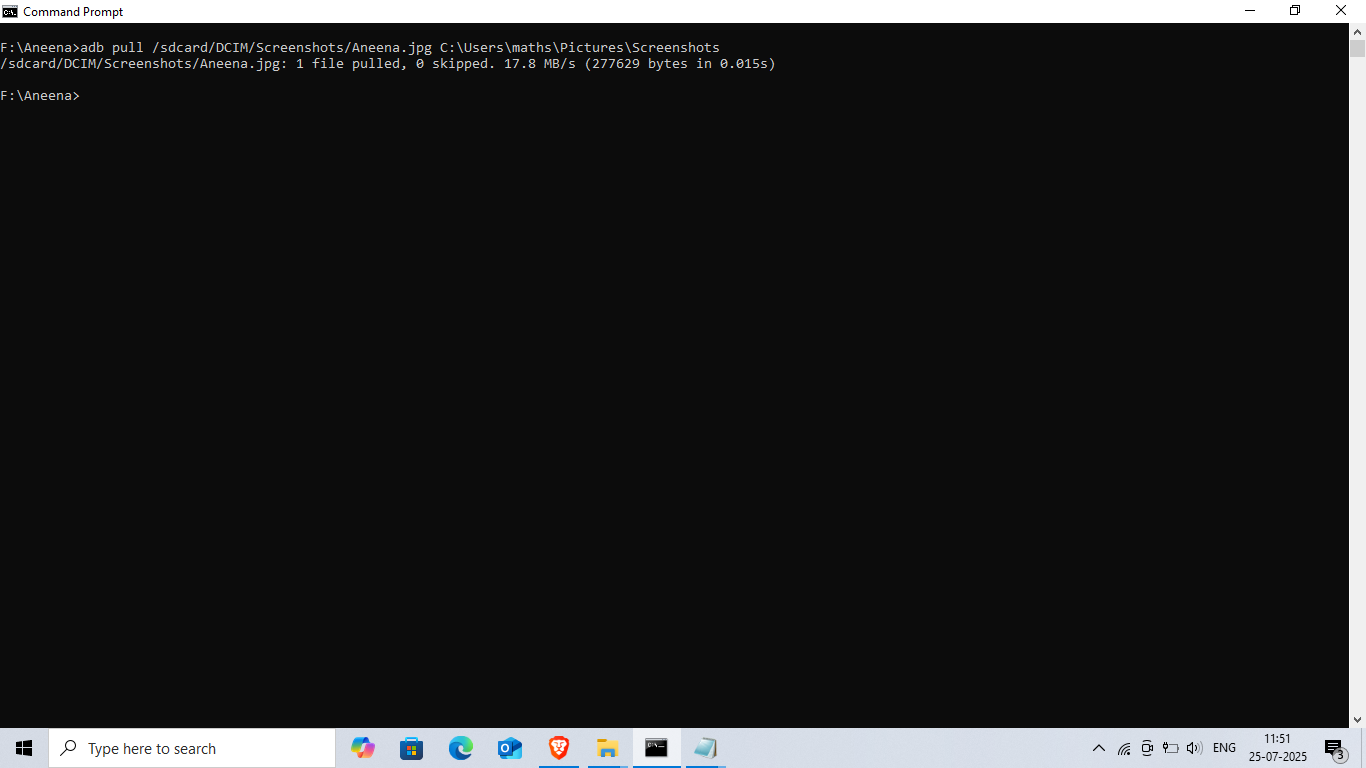 Command Prompt
F:\Aneena>adb pull /sdcard/DCIM/Screenshots/Aneena.jpg C:\Users\maths\Pictures\Screenshots
/sdcard/DCIM/Screenshots/Aneena.jpg: 1 file pulled, 0 skipped. 17.8 MB/s (277629 bytes in 0.015s)
F:\Aneena>
Type here to search
ENG
11:51
25-07-2025
3